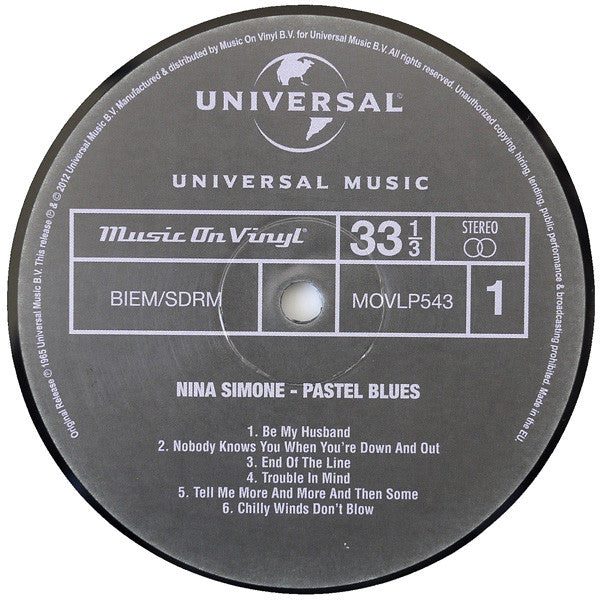 Original Release ℗ 1965 Universal Music B.V. This release ℗ & © 2012 Universal Music B.V. Manufactured & distributed by Music On Vinyl B.V. for Universal Music B.V. All rights reserved. Unauthorized copying, hiring, lending, public performance & broadcasting prohibited. Made in the EU.
UNIVERSAL
UNIVERSAL MUSIC
Music On Vinyl®
33 1/3
STEREO
BIEM/SDRM
MOVLP543
1
NINA SIMONE - PASTEL BLUES
1. Be My Husband
2. Nobody Knows You When You're Down And Out
3. End Of The Line
4. Trouble In Mind
5. Tell Me More And More And Then Some
6. Chilly Winds Don't Blow